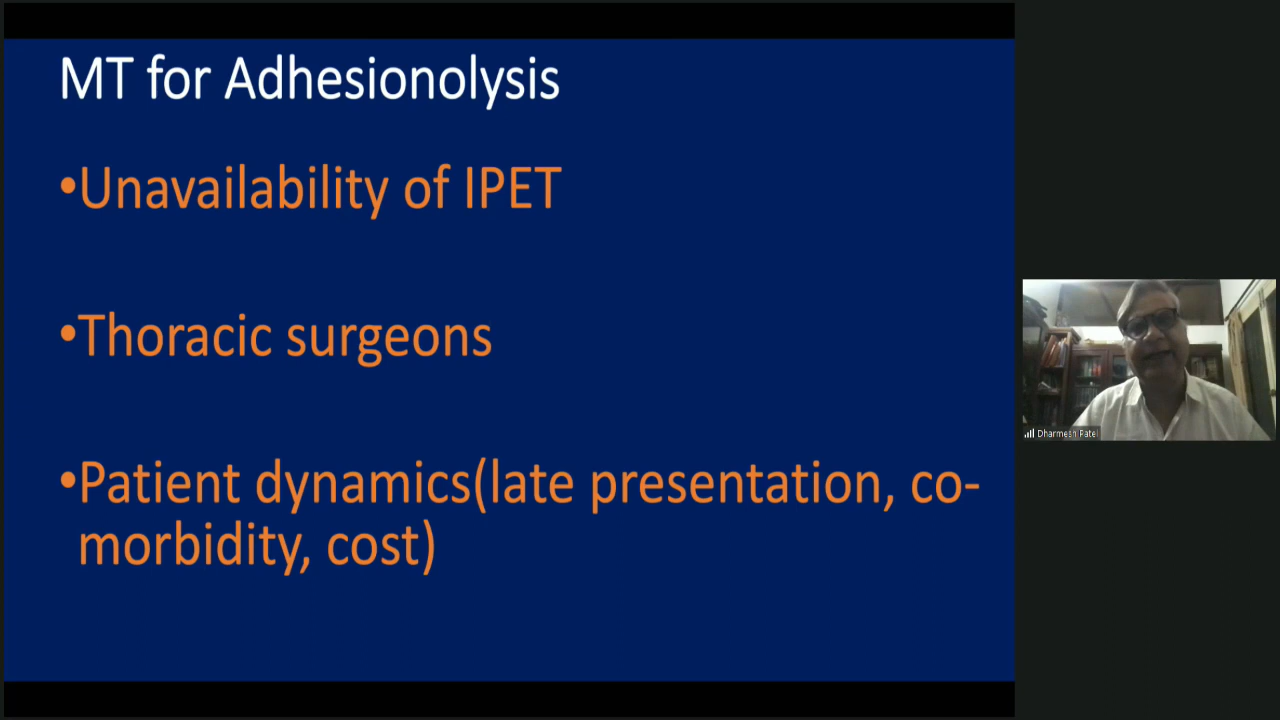 MT for Adhesionolysis
•Unavailability of IPET
•Thoracic surgeons
•Patient dynamics(late presentation, co-
morbidity, cost)
Dharmesh Patel